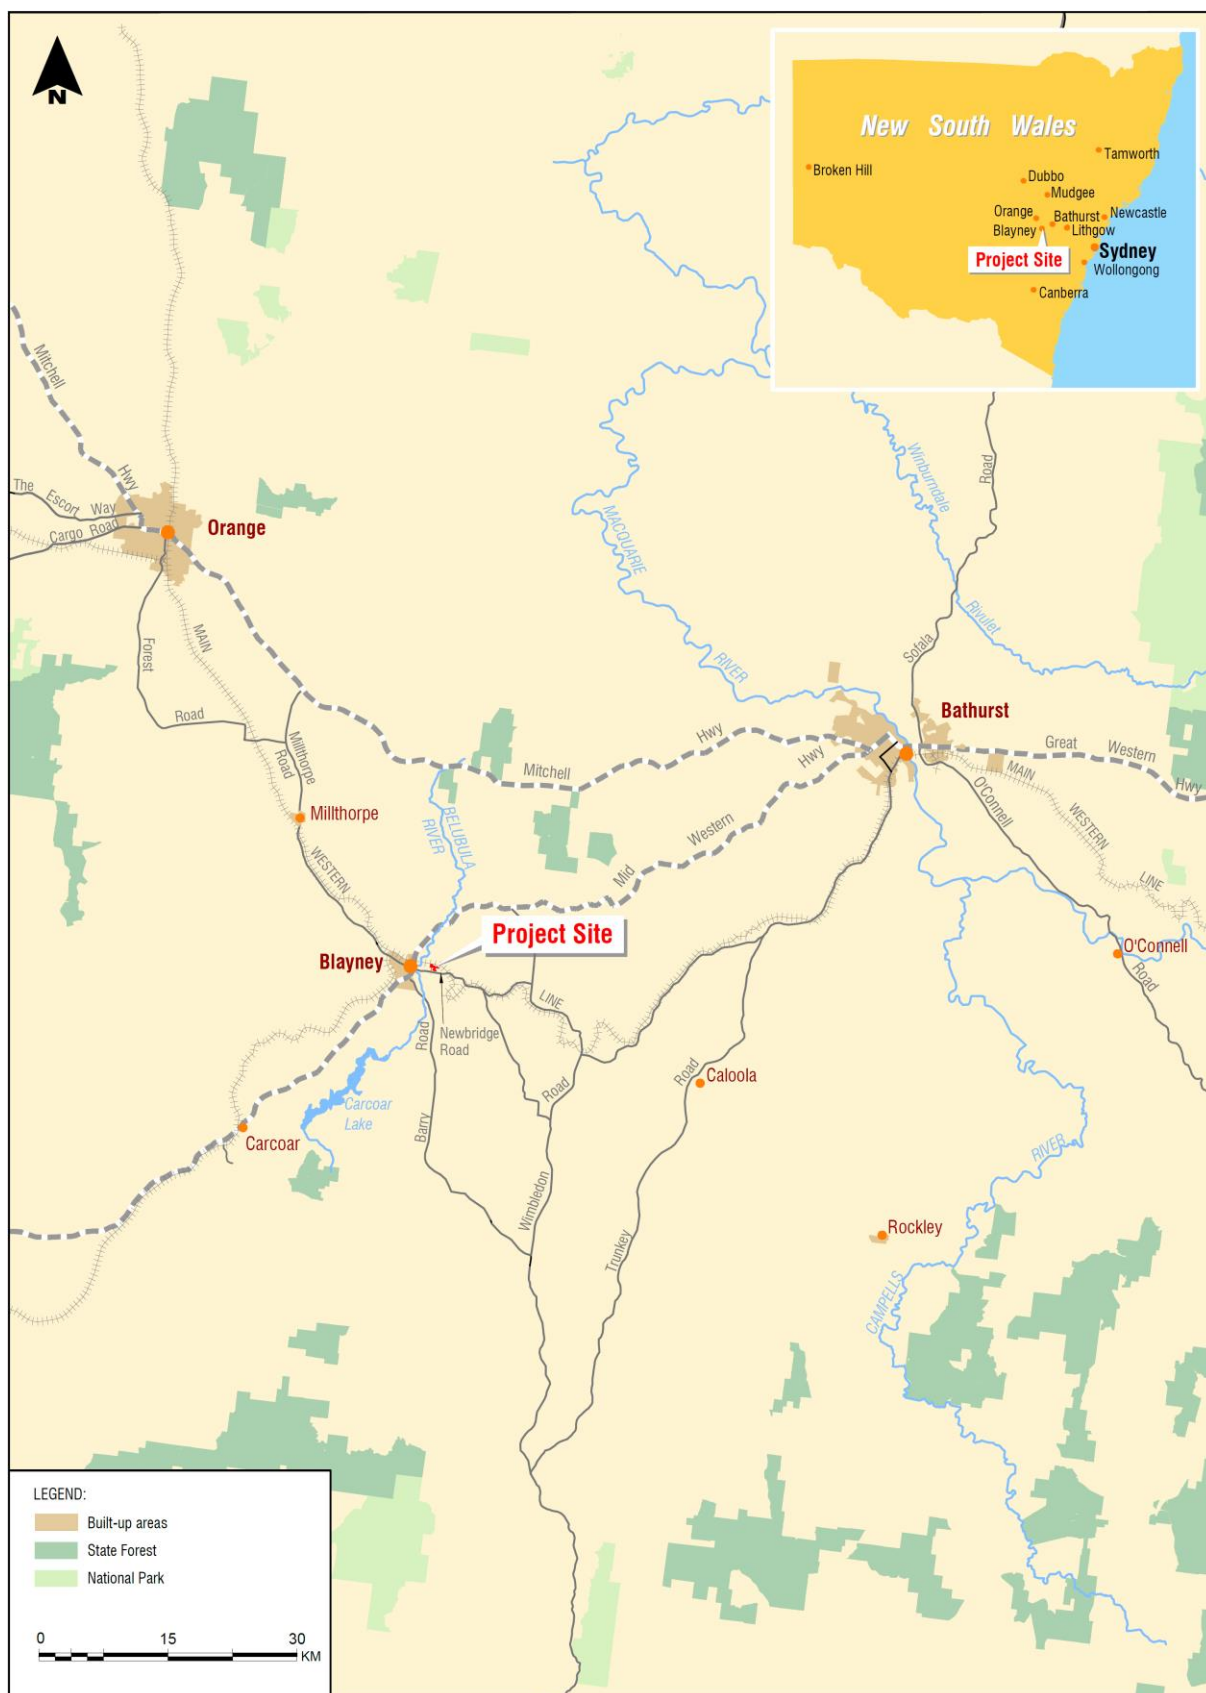 N
New South Wales
Broken Hill
Tamworth
Dubbo
Mudgee
Orange
Bathurst
Newcastle
Blayney
Lithgow
Project Site
Sydney
Wollongong
Canberra
Mitchell
Hwy
The Escort Way
Cargo Road
Orange
Forest
Road
MAIN
Millthorpe
Road
Millthorpe
WESTERN
MACQUARIE
RIVER
Winburndale
Rivulet
Road
Sofala
Bathurst
Mitchell
Hwy
Mid
Western
Hwy
Great Western
Hwy
MAIN
WESTERN
LINE
O'Connell
O'Connell
Road
BELUBULA
RIVER
Project Site
Blayney
Newbridge
Road
LINE
Road
Barry
Road
Wimbledon
Road
Trunkey
Caloola
Carcoar
Lake
Carcoar
RIVER
CAMPELLS
Rockley
LEGEND:
Built-up areas
State Forest
National Park
0 15 30
KM